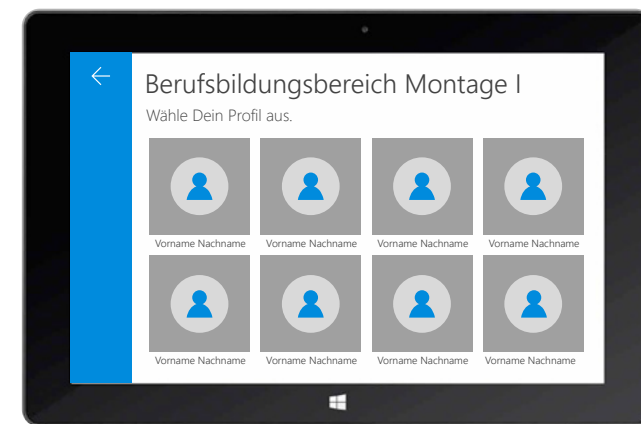 Berufsbildungsbereich Montage I
Wähle Dein Profil aus.
Vorname Nachname Vorname Nachname Vorname Nachname Vorname Nachname
Vorname Nachname Vorname Nachname Vorname Nachname Vorname Nachname